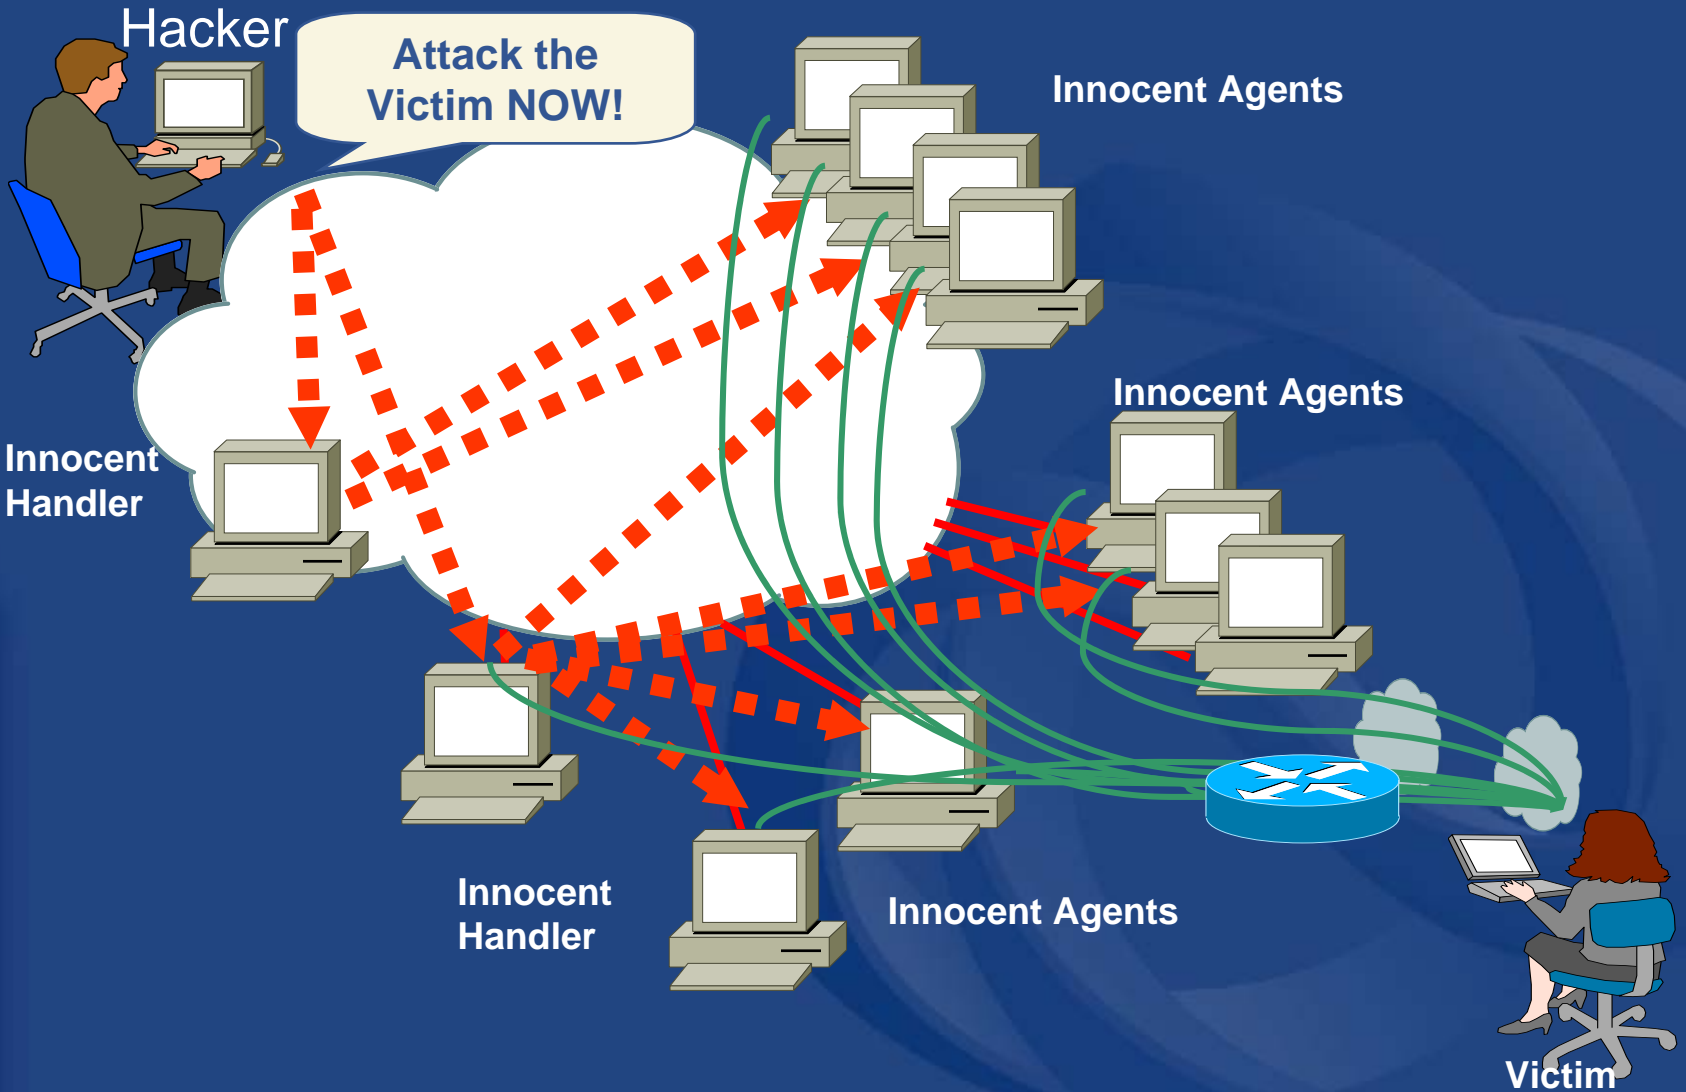 Hacker
Attack the
Victim NOW!
Innocent Agents
Innocent Agents
Innocent
Handler
Innocent
Handler
Innocent Agents
Victim